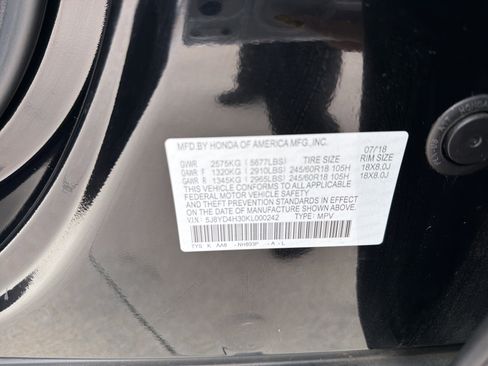 MFD.BY HONDA OF AMERICA MFG.,INC. 07/18
GVWR 2575KG (5677LBS) TIRE SIZE RIM SIZE
GAWR F 1320KG (2910LBS) 245/60R18 105H 18X8.0J
GAWR R 1345KG (2965LBS) 245/60R18 105H 18X8.0J
THIS VEHICLE CONFORMS TO ALL APPLICABLE
FEDERAL MOTOR VEHICLE SAFETY
AND THEFT PREVENTION STANDARDS IN EFFECT
ON THE DATE OF MANUFACTURE SHOWN ABOVE.
VIN: 5J8YD4H30KL000242 TYPE: MPV
TYS K AA8 - A - L